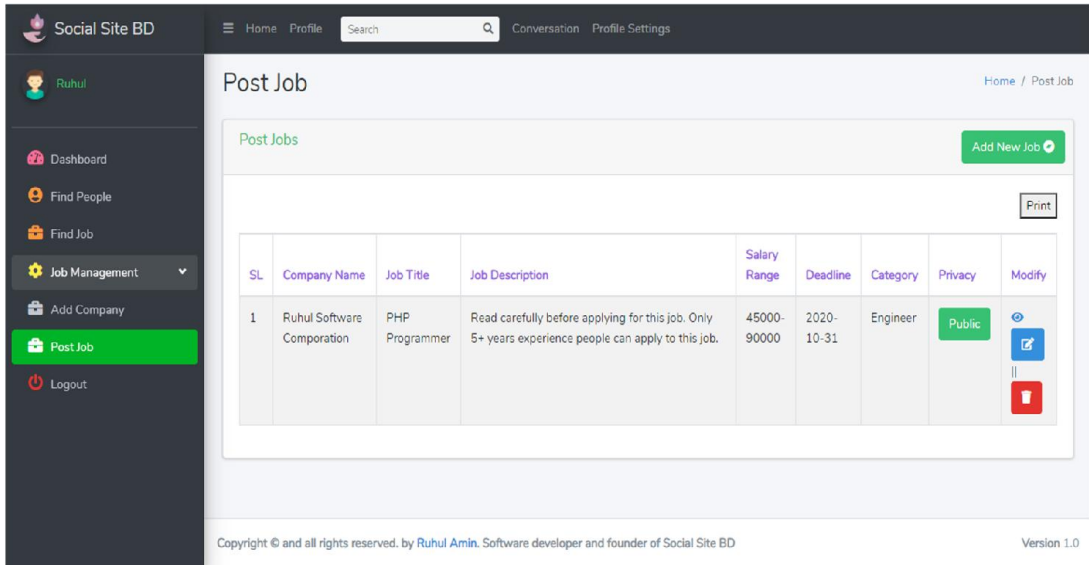 Social Site BD
Home Profile Search Conversation Profile Settings
Ruhul
Dashboard
Find People
Find Job
Job Management
Add Company
Post Job
Logout
Post Job
Home / Post Job
Post Jobs
Add New Job
Print
SL Company Name Job Title Job Description Salary Range Deadline Category Privacy Modify
1 Ruhul Software PHP Read carefully before applying for this job. Only 45000- 2020- Engineer Public
Comporation Programmer 5+ years experience people can apply to this job. 90000 10-31
||
Copyright © and all rights reserved. by Ruhul Amin. Software developer and founder of Social Site BD
Version 1.0